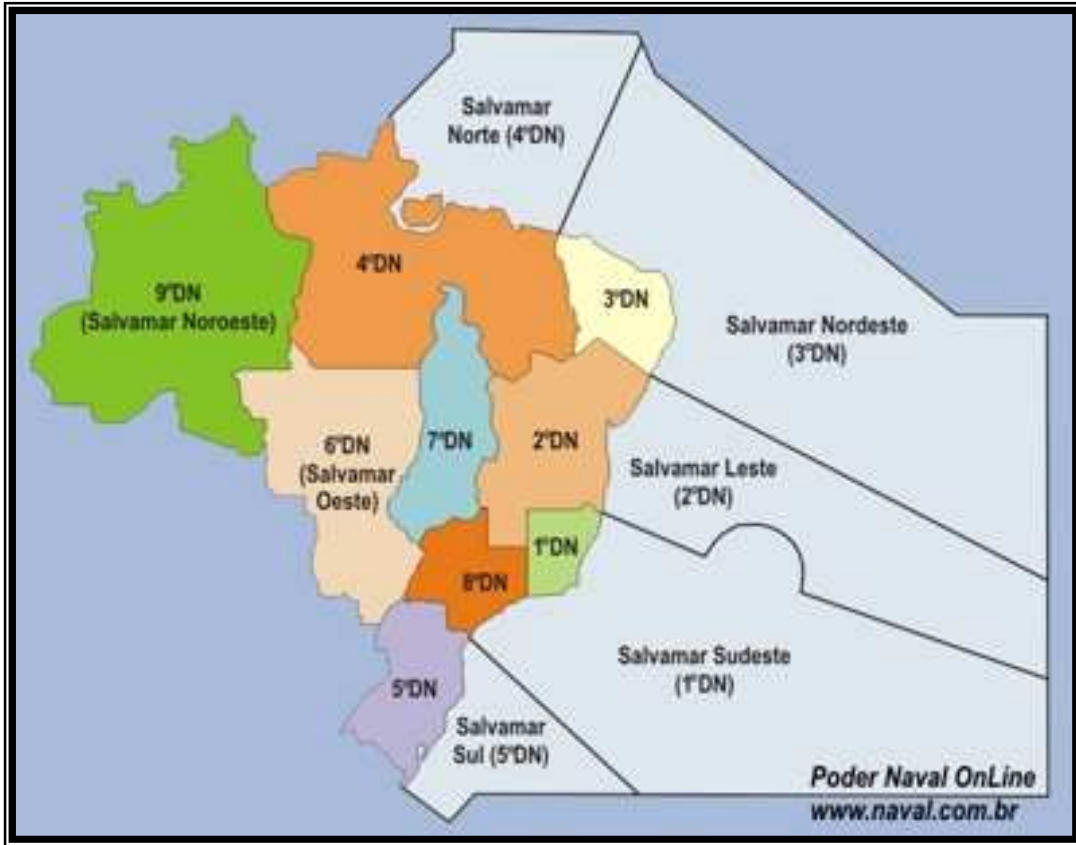 Salvamar
Norte (4ºDN)
4ºDN
9ºDN
(Salvamar Noroeste)
3ºDN
Salvamar Nordeste
(3ºDN)
6ºDN
(Salvamar
Oeste)
7ºDN
2ºDN
Salvamar Leste
(2ºDN)
1ºDN
8ºDN
Salvamar Sudeste
(1ºDN)
5ºDN
Salvamar
Sul (5ºDN)
Poder Naval OnLine
www.naval.com.br